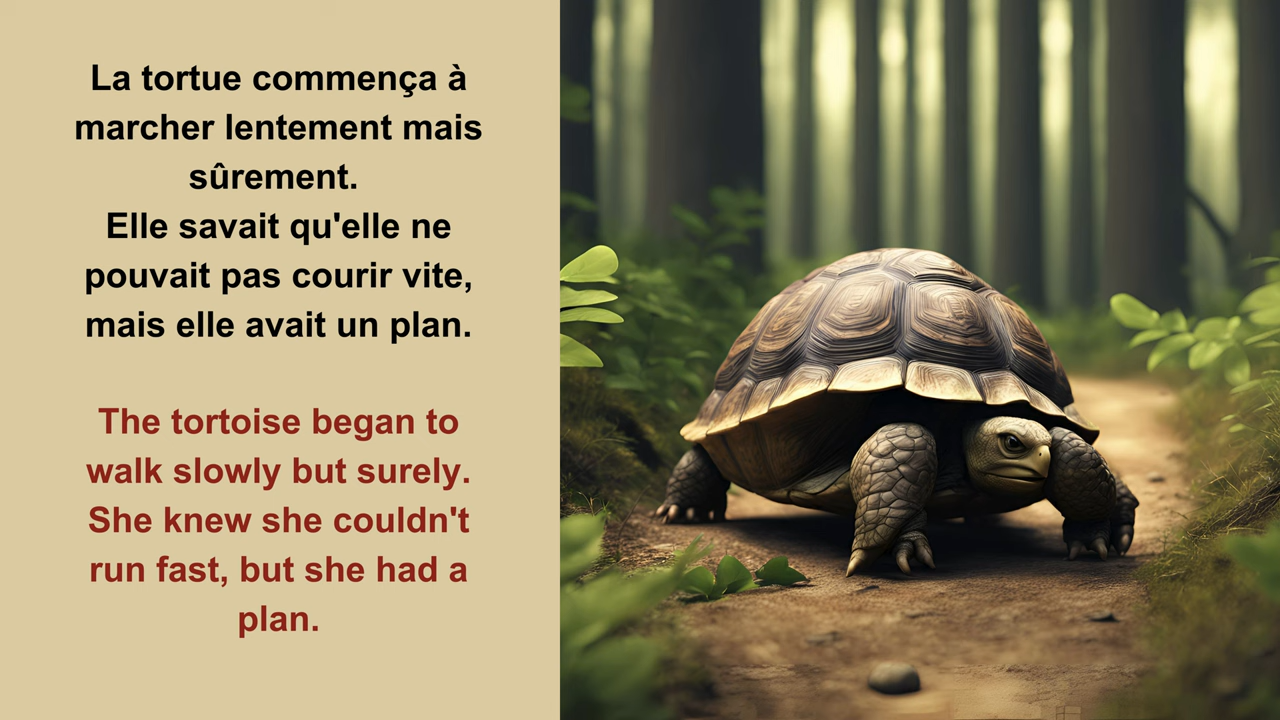 La tortue commença à
marcher lentement mais
sûrement.
Elle savait qu'elle ne
pouvait pas courir vite,
mais elle avait un plan.
The tortoise began to
walk slowly but surely.
She knew she couldn't
run fast, but she had a
plan.